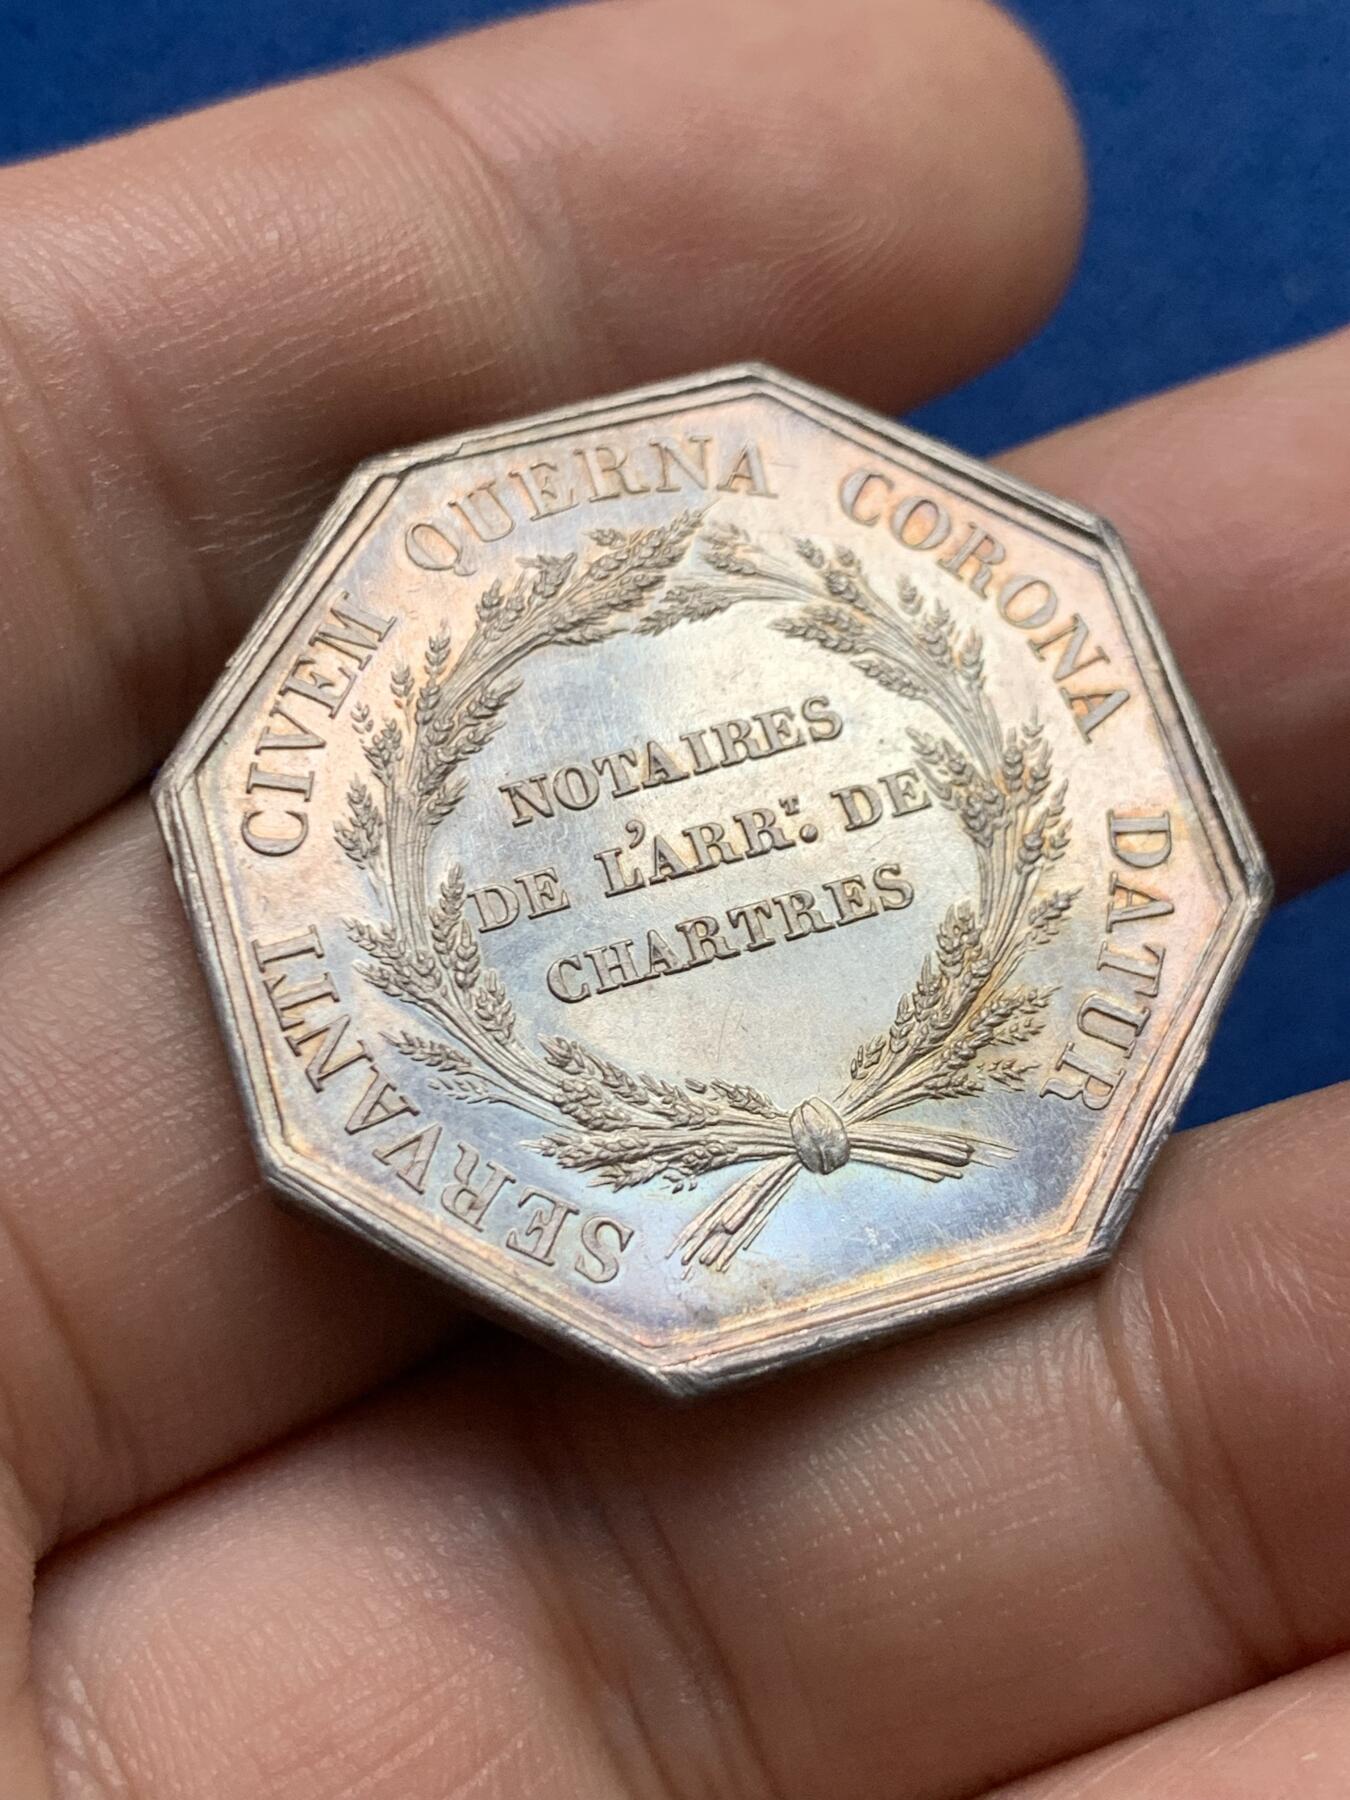 SERVANTI CIVEM QUERNA CORONA DATUR
NOTAIRES
DE L'ARRT. DE
CHARTRES